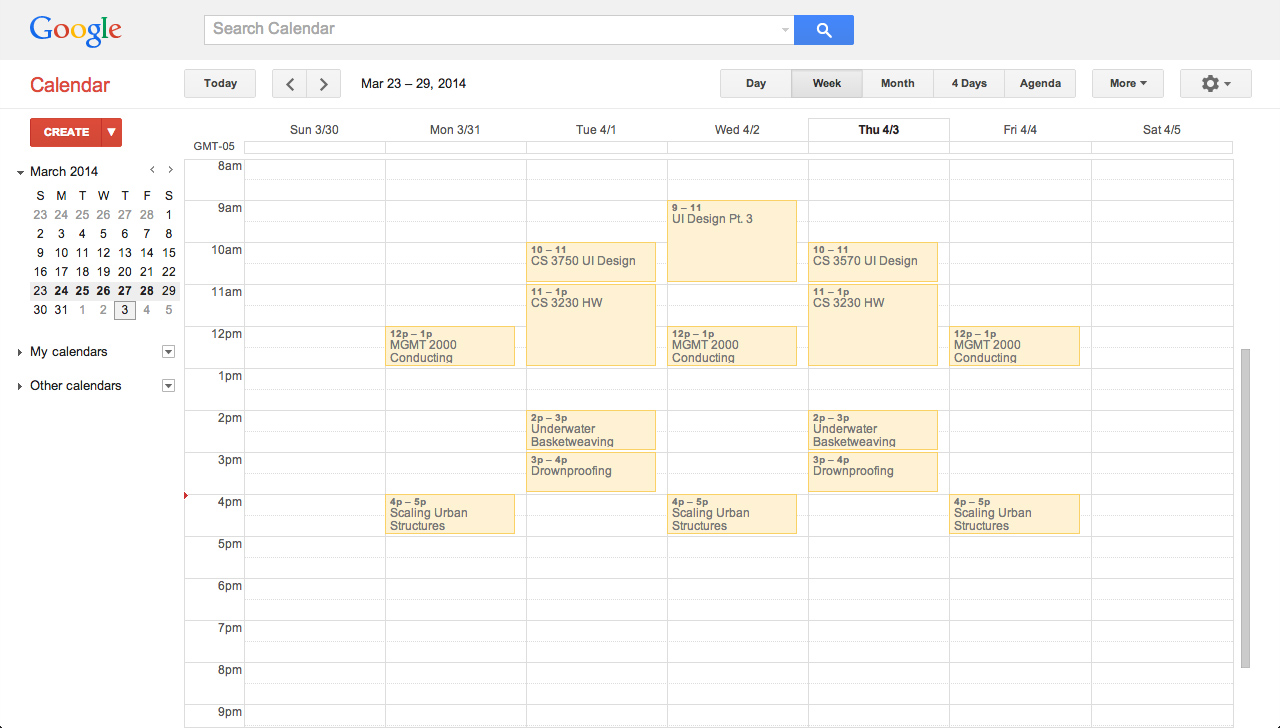 Google
Search Calendar
Calendar
Today
Mar 23 – 29, 2014
Day Week Month 4 Days Agenda
More
CREATE
GMT-05
Sun 3/30 Mon 3/31 Tue 4/1 Wed 4/2 Thu 4/3 Fri 4/4 Sat 4/5
March 2014
S M T W T F S
23 24 25 26 27 28 1
2 3 4 5 6 7 8
9 10 11 12 13 14 15
16 17 18 19 20 21 22
23 24 25 26 27 28 29
30 31 1 2 3 4 5
My calendars
Other calendars
8am
9am
10am
11am
12pm
1pm
2pm
3pm
4pm
5pm
6pm
7pm
8pm
9pm
12p – 1p
MGMT 2000
Conducting
4p – 5p
Scaling Urban
Structures
10 – 11
CS 3750 UI Design
11 – 1p
CS 3230 HW
2p – 3p
Underwater
Basketweaving
3p – 4p
Drownproofing
9 – 11
UI Design Pt. 3
12p – 1p
MGMT 2000
Conducting
4p – 5p
Scaling Urban
Structures
10 – 11
CS 3570 UI Design
11 – 1p
CS 3230 HW
2p – 3p
Underwater
Basketweaving
3p – 4p
Drownproofing
12p – 1p
MGMT 2000
Conducting
4p – 5p
Scaling Urban
Structures